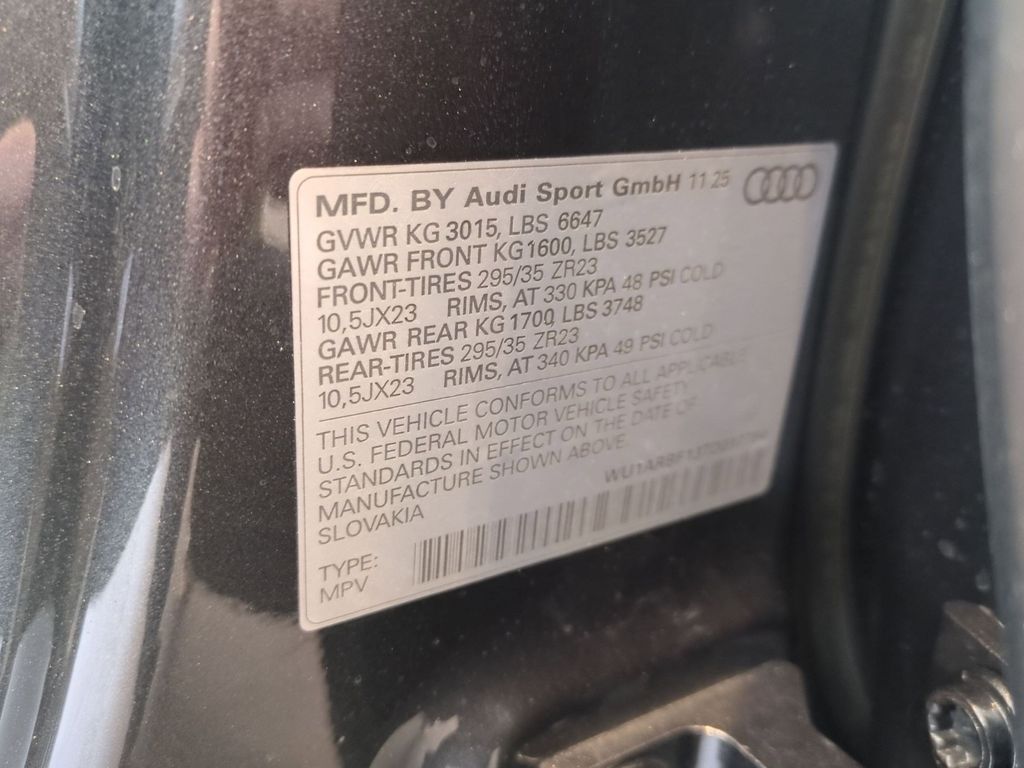 MFD. BY Audi Sport GmbH 11 25
GVWR KG 3015, LBS 6647
GAWR FRONT KG 1600, LBS 3527
FRONT-TIRES 295/35 ZR23
10,5JX23 RIMS, AT 330 KPA 48 PSI COLD
GAWR REAR KG 1700, LBS 3748
REAR-TIRES 295/35 ZR23
10,5JX23 RIMS, AT 340 KPA 49 PSI COLD
THIS VEHICLE CONFORMS TO ALL APPLICABLE
U.S. FEDERAL MOTOR VEHICLE SAFETY
STANDARDS IN EFFECT ON THE DATE OF
MANUFACTURE SHOWN ABOVE
SLOVAKIA
TYPE:
MPV